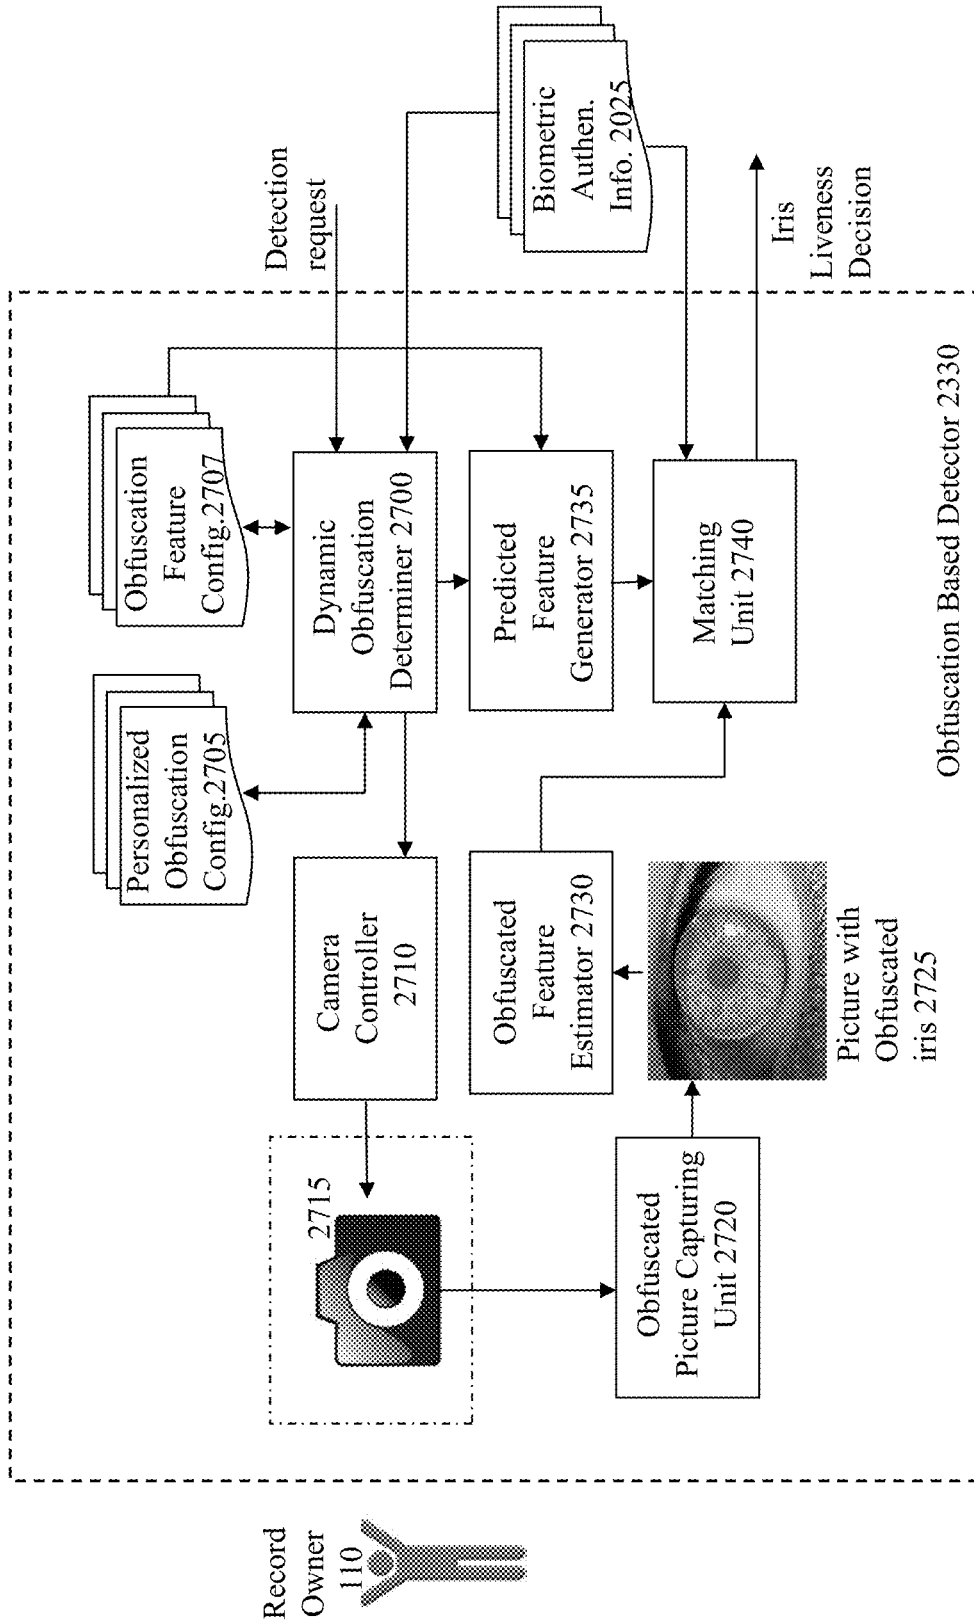 Record
Owner
110
2715
Camera
Controller
2710
Personalized
Obfuscation
Config.2705
Obfuscation
Feature
Config.2707
Detection
request
Dynamic
Obfuscation
Determiner 2700
Biometric
Authen.
Info. 2025
Obfuscated
Feature
Estimator 2730
Predicted
Feature
Generator 2735
Obfuscated
Picture Capturing
Unit 2720
Picture with
Obfuscated
iris 2725
Matching
Unit 2740
Iris
Liveness
Decision
Obfuscation Based Detector 2330